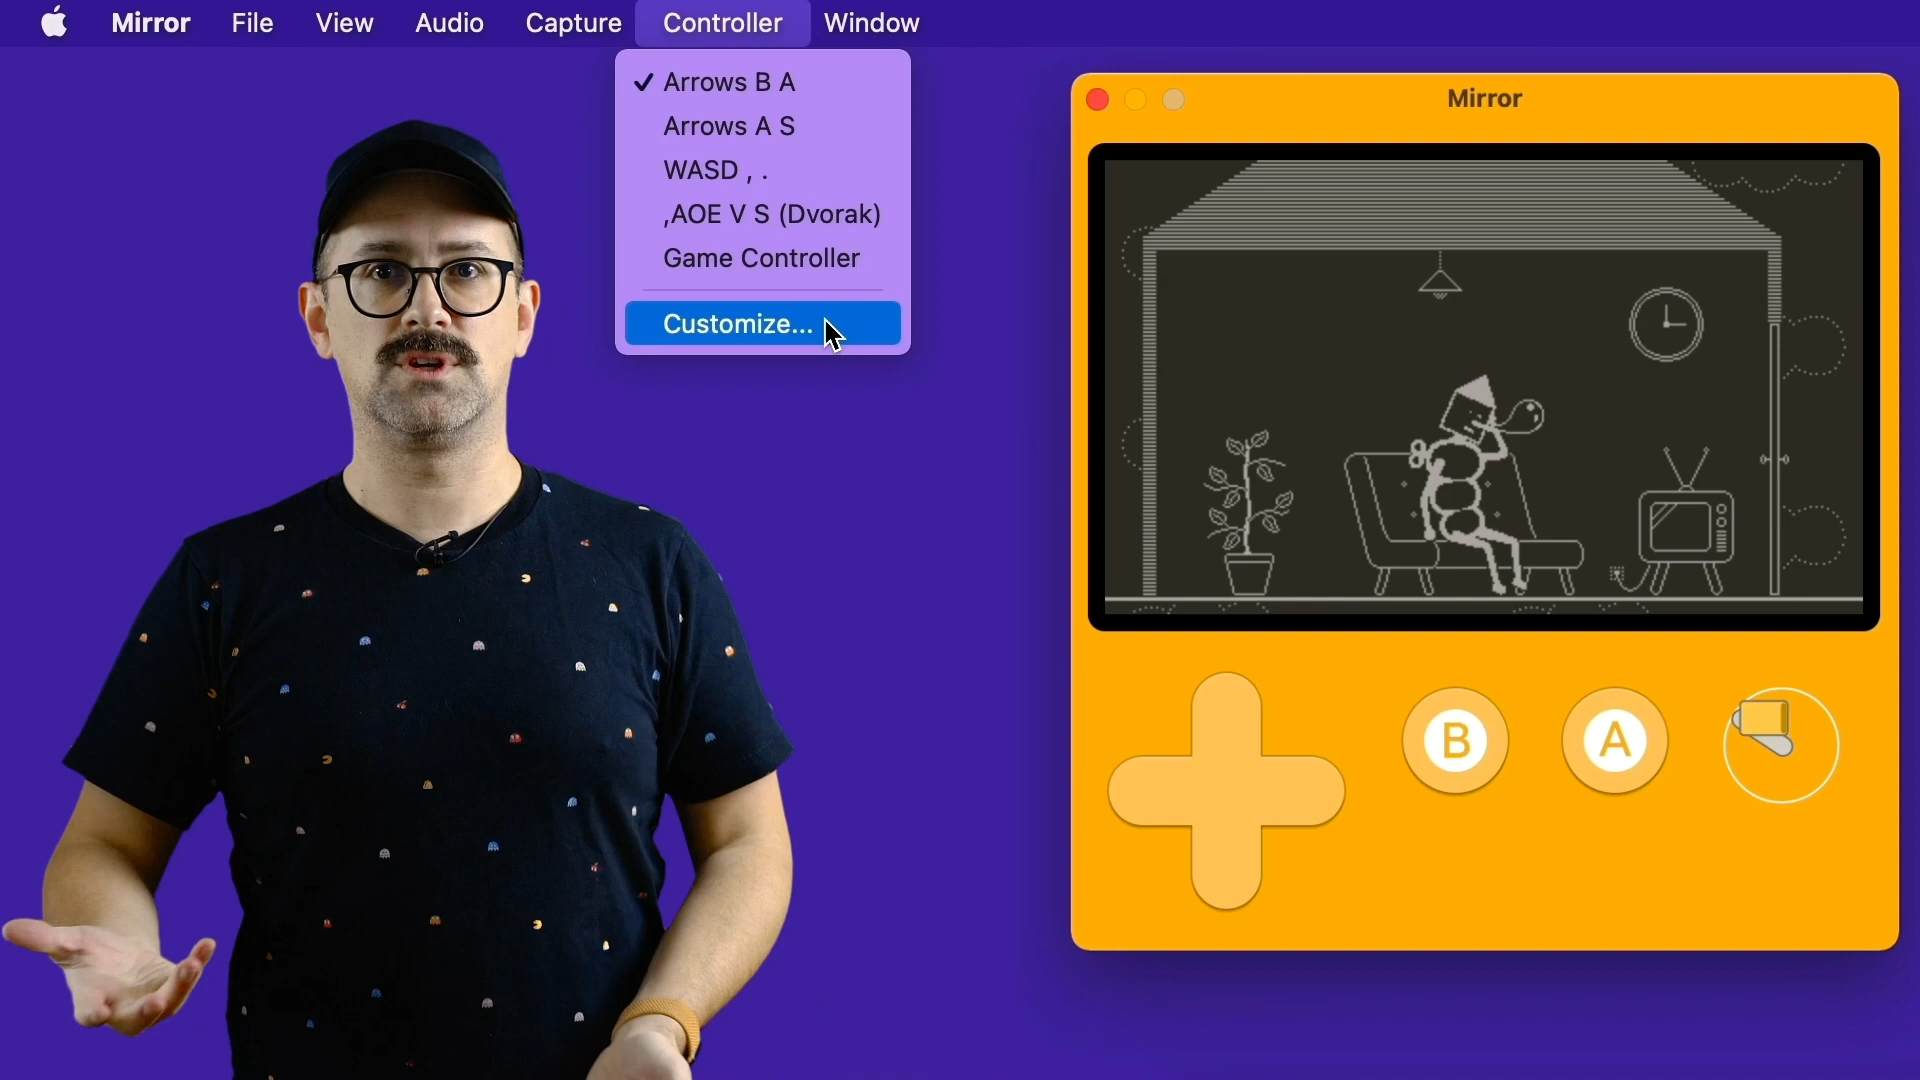 Mirror File View Audio Capture Controller Window
✓ Arrows B A
Arrows A S
WASD , .
,AOE V S (Dvorak)
Game Controller
Customize...
Mirror
B A